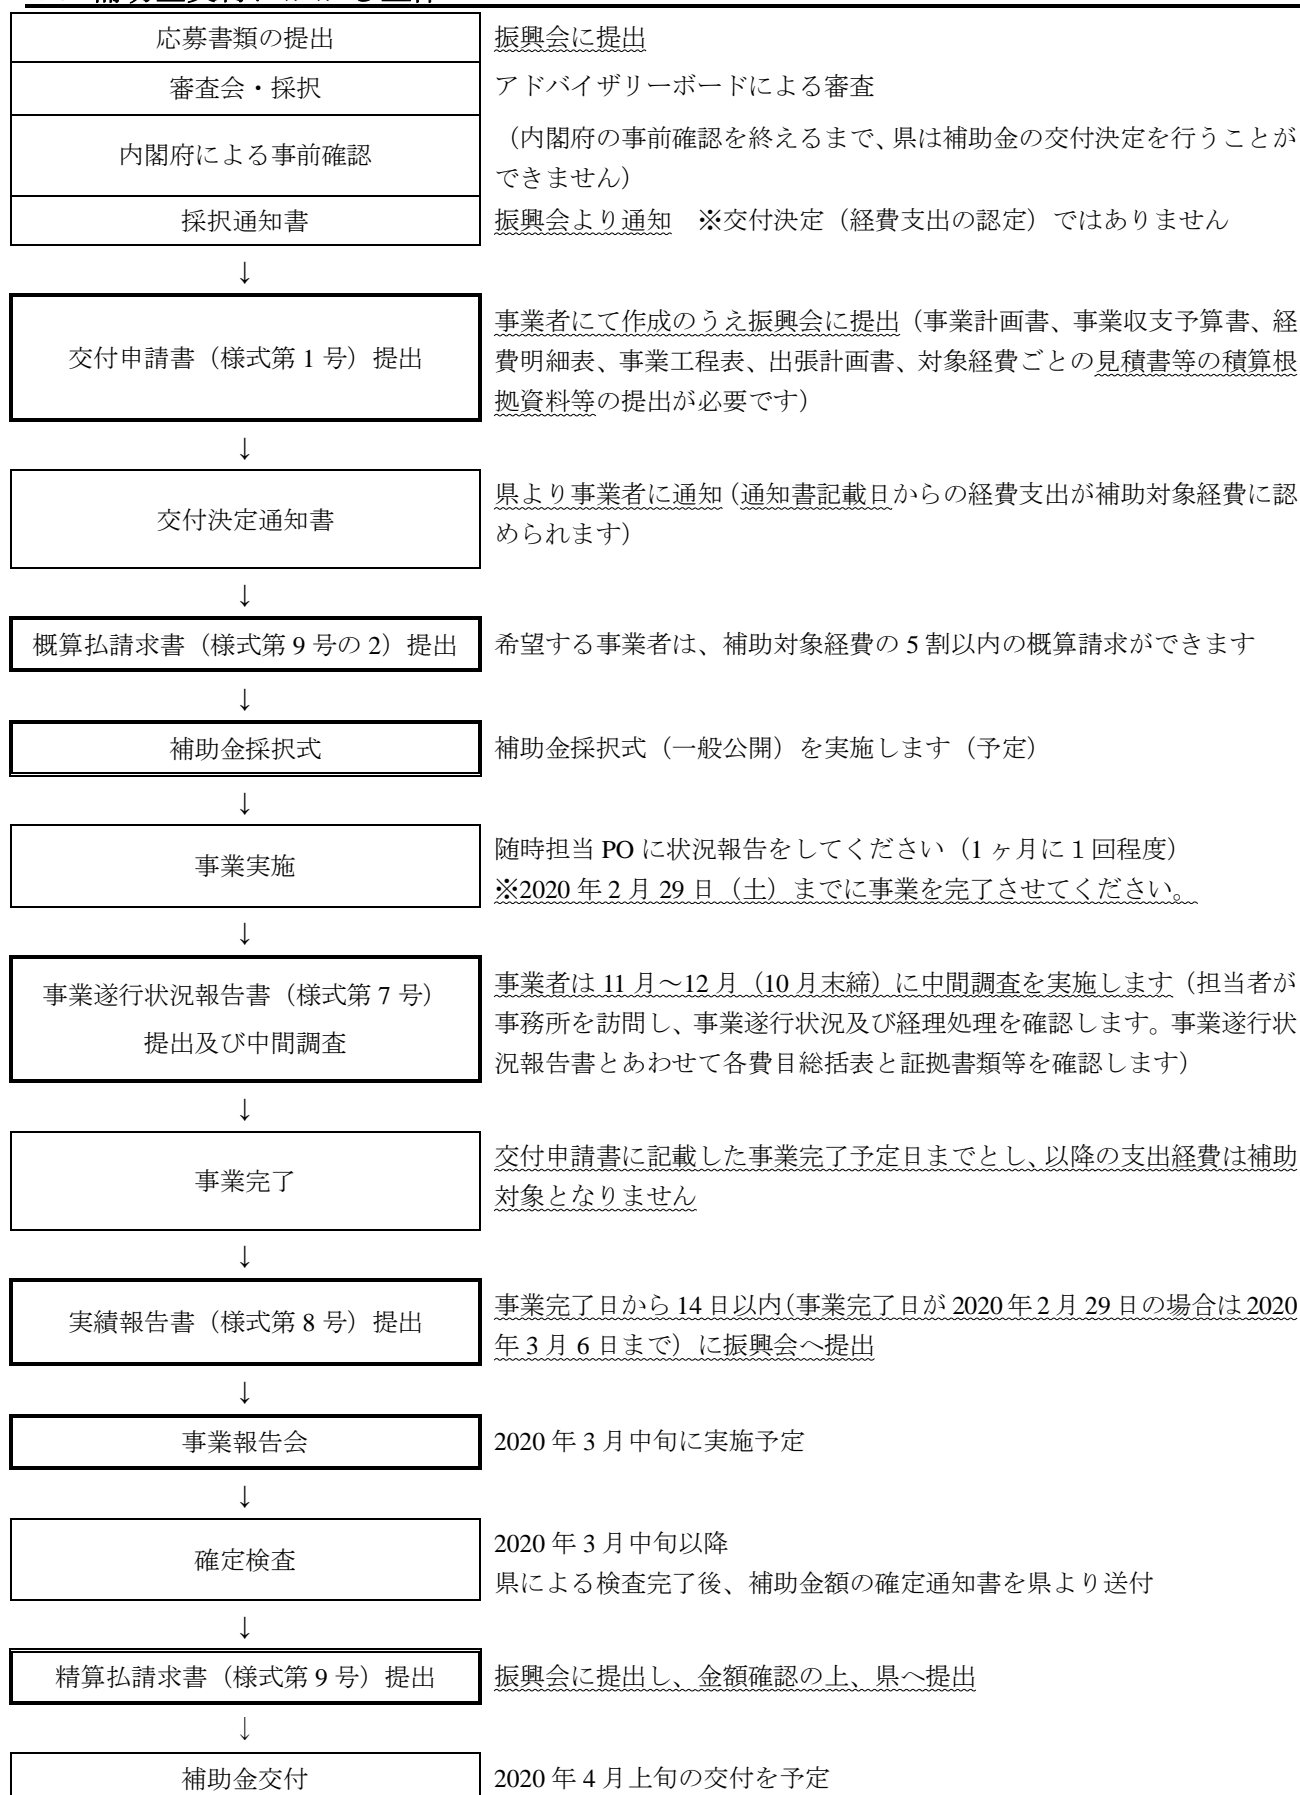 応募書類の提出
振興会に提出
審査会・採択
アドバイザリーボードによる審査
内閣府による事前確認
（内閣府の事前確認を終えるまで、県は補助金の交付決定を行うことが
できません）
採択通知書
振興会より通知　※交付決定（経費支出の認定）ではありません
↓
交付申請書（様式第 1 号）提出
事業者にて作成のうえ振興会に提出（事業計画書、事業収支予算書、経
費明細表、事業工程表、出張計画書、対象経費ごとの見積書等の積算根
拠資料等の提出が必要です）
↓
交付決定通知書
県より事業者に通知（通知書記載日からの経費支出が補助対象経費に認
められます）
↓
概算払請求書（様式第 9 号の 2）提出
希望する事業者は、補助対象経費の 5 割以内の概算請求ができます
↓
補助金採択式
補助金採択式（一般公開）を実施します（予定）
↓
事業実施
随時担当 PO に状況報告をしてください（1 ヶ月に１回程度）
※2020 年 2 月 29 日（土）までに事業を完了させてください。
↓
事業遂行状況報告書（様式第 7 号）
提出及び中間調査
事業者は 11 月～12 月（10 月末締）に中間調査を実施します（担当者が
事務所を訪問し、事業遂行状況及び経理処理を確認します。事業遂行状
況報告書とあわせて各費目総括表と証拠書類等を確認します）
↓
事業完了
交付申請書に記載した事業完了予定日までとし、以降の支出経費は補助
対象となりません
↓
実績報告書（様式第 8 号）提出
事業完了日から 14 日以内（事業完了日が 2020 年 2 月 29 日の場合は 2020
年 3 月 6 日まで）に振興会へ提出
↓
事業報告会
2020 年 3 月中旬に実施予定
↓
確定検査
2020 年 3 月中旬以降
県による検査完了後、補助金額の確定通知書を県より送付
↓
精算払請求書（様式第 9 号）提出
振興会に提出し、金額確認の上、県へ提出
↓
補助金交付
2020 年 4 月上旬の交付を予定